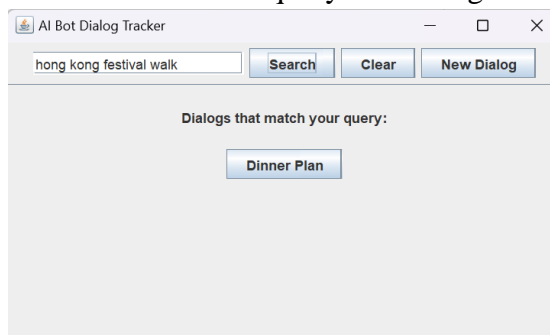 AI Bot Dialog Tracker
hong kong festival walk Search Clear New Dialog
Dialogs that match your query:
Dinner Plan